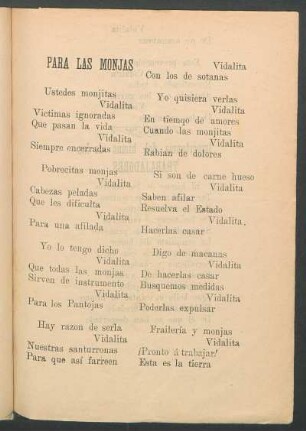 PARA LAS MONJAS
Ustedes monjitas
Vidalita
Victimas ignoradas
Que pasan la vida
Vidalita
Siempre encerradas
Pobrecitas monjas
Vidalita
Cabezas peladas
Que les dificulta
Vidalita
Para una afilada
Yo lo tengo dicho
Vidalita
Que todas las monjas
Sirven de instrumento
Vidalita
Para los Pantojas
Hay razon de serla
Vidalita
Nuestras santurronas
Para que así farreen
Vidalita
Con los de sotanas
Yo quisiera verlas
Vidalita
En tiempo de amores
Cuando las monjitas
Vidalita
Rabian de dolores
Si son de carne hueso
Vidalita
Saben afilar
Resuelva el Estado
Vidalita,
Hacerlas casar
Digo de macanas
Vidalita
De hacerlas casar
Busquemos medidas
Vidalita
Poderlas expulsar
Frailería y monjas
Vidalita
¡Pronto á trabajar!
Esta es la tierra